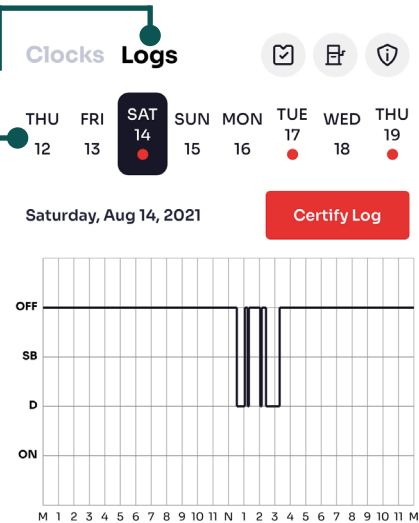 Clocks Logs
THU FRI SAT SUN MON TUE WED THU
12 13 14 15 16 17 18 19
Saturday, Aug 14, 2021 Certify Log
OFF
SB
D
ON
M 1 2 3 4 5 6 7 8 9 10 11 N 1 2 3 4 5 6 7 8 9 10 11 M